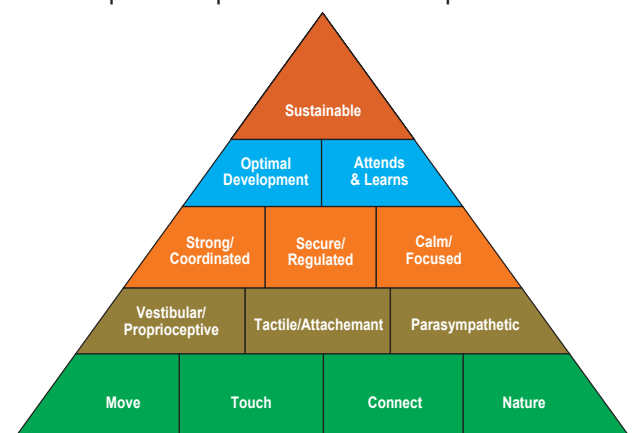 Sustainable
Optimal
Development
Attends
& Learns
Strong/
Coordinated
Secure/
Regulated
Calm/
Focused
Vestibular/
Proprioceptive
Tactile/Attachemant
Parasympathetic
Move
Touch
Connect
Nature